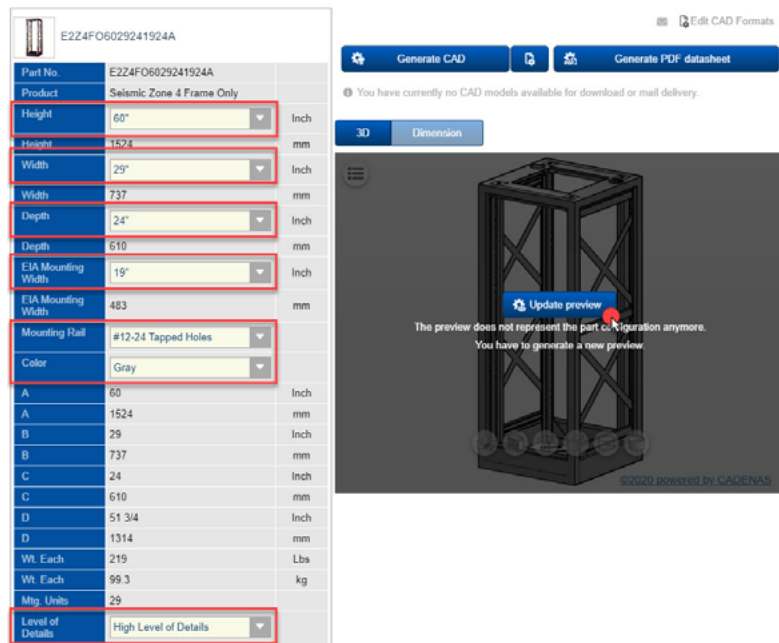 E2Z4FO6029241924A
Part No. E2Z4FO6029241924A
Product Seismic Zone 4 Frame Only
Height 60" Inch
Height 1524 mm
Width 29" Inch
Width 737 mm
Depth 24" Inch
Depth 610 mm
EIA Mounting Width 19" Inch
EIA Mounting Width 483 mm
Mounting Rail #12-24 Tapped Holes
Color Gray
A 60 Inch
A 1524 mm
B 29 Inch
B 737 mm
C 24 Inch
C 610 mm
D 51 3/4 Inch
D 1314 mm
Wt. Each 219 Lbs
Wt. Each 99.3 kg
Mtg. Units 29
Level of Details High Level of Details
Edit CAD Formats
Generate CAD
Generate PDF datasheet
You have currently no CAD models available for download or mail delivery.
3D Dimension
Update preview
The preview does not represent the part configuration anymore.
You have to generate a new preview.
©2020 powered by CADENAS